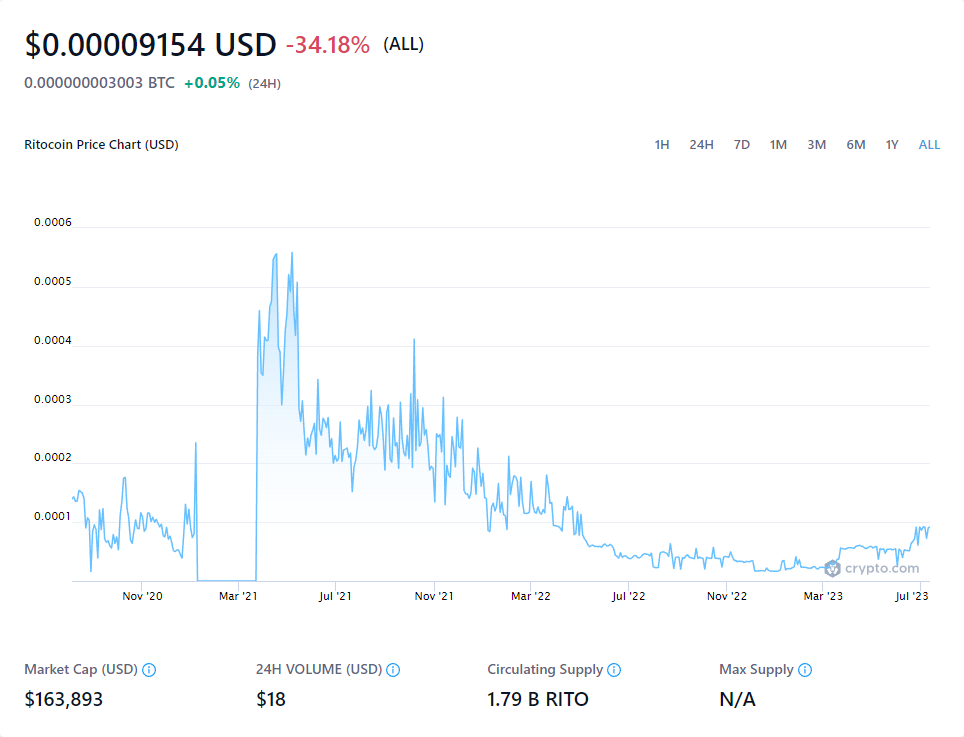 $0.00009154 USD -34.18% (ALL)
0.000000003003 BTC +0.05% (24H)
Ritocoin Price Chart (USD) 1H 24H 7D 1M 3M 6M 1Y ALL
0.0006
0.0005
0.0004
0.0003
0.0002
0.0001
crypto.com
Nov '20 Mar '21 Jul '21 Nov '21 Mar '22 Jul '22 Nov '22 Mar '23 Jul '23
Market Cap (USD) 24H VOLUME (USD) Circulating Supply Max Supply
$163,893 $18 1.79 B RITO N/A